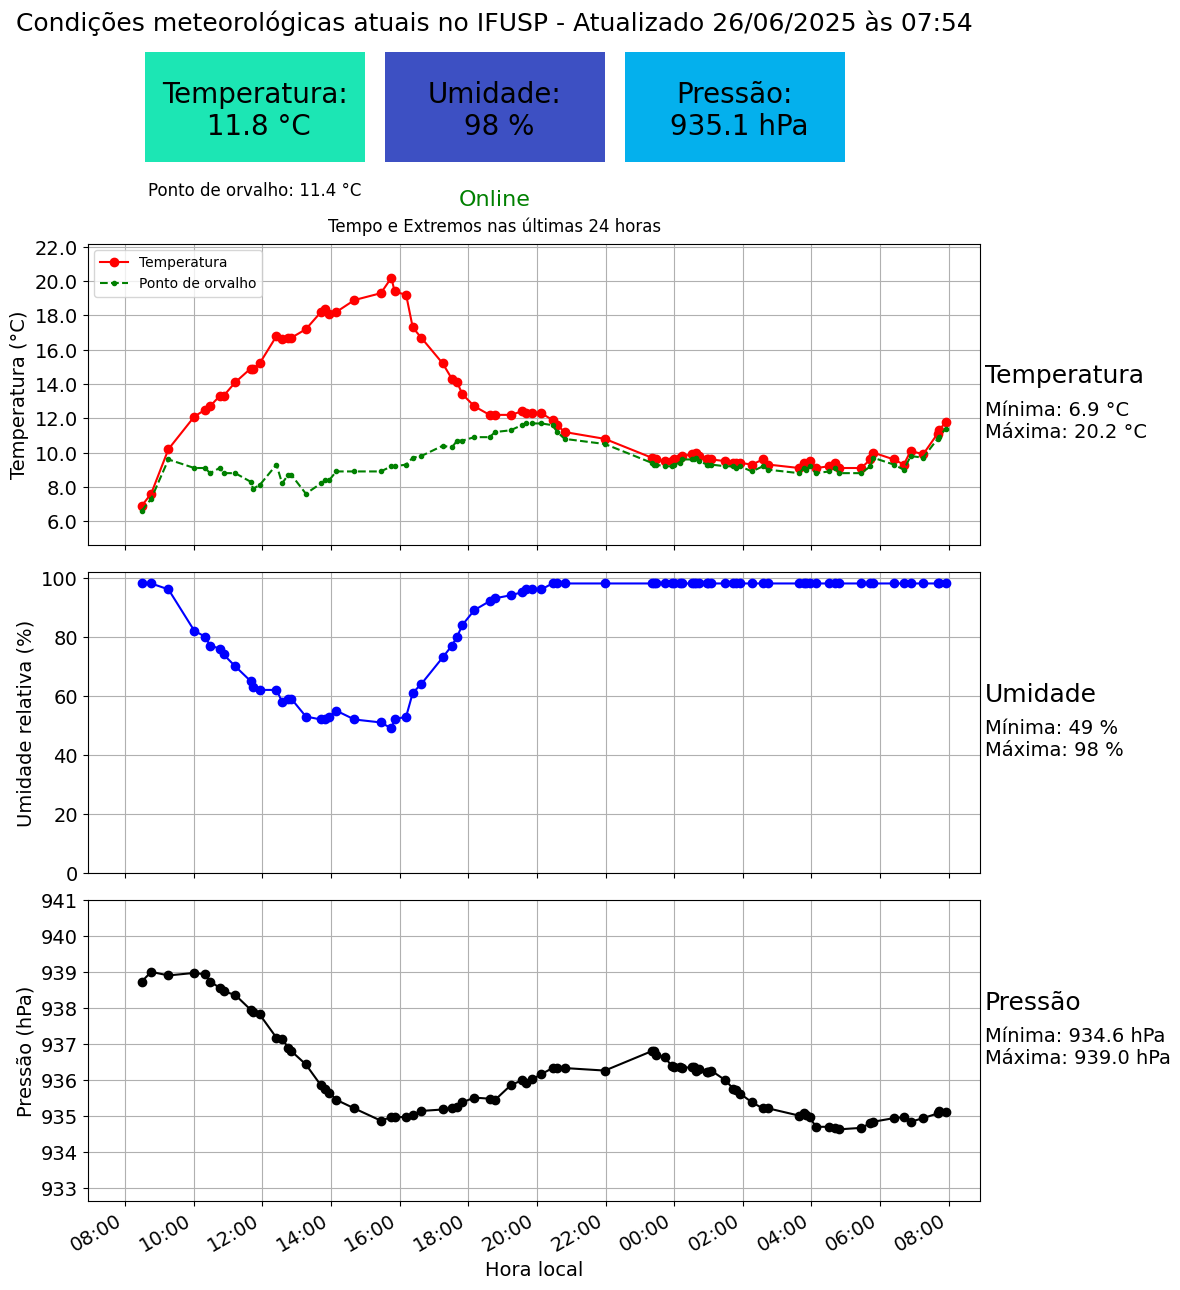 Condições meteorológicas atuais no IFUSP - Atualizado 26/06/2025 às 07:54
Temperatura:
11.8 °C
Umidade:
98 %
Pressão:
935.1 hPa
Ponto de orvalho: 11.4 °C
Online
Tempo e Extremos nas últimas 24 horas
Temperatura
Ponto de orvalho
Temperatura (°C)
22.0
20.0
18.0
16.0
14.0
12.0
10.0
8.0
6.0
Temperatura
Mínima: 6.9 °C
Máxima: 20.2 °C
Umidade relativa (%)
100
80
60
40
20
0
Umidade
Mínima: 49 %
Máxima: 98 %
Pressão (hPa)
941
940
939
938
937
936
935
934
933
Pressão
Mínima: 934.6 hPa
Máxima: 939.0 hPa
08:00
10:00
12:00
14:00
16:00
18:00
20:00
22:00
00:00
02:00
04:00
06:00
08:00
Hora local